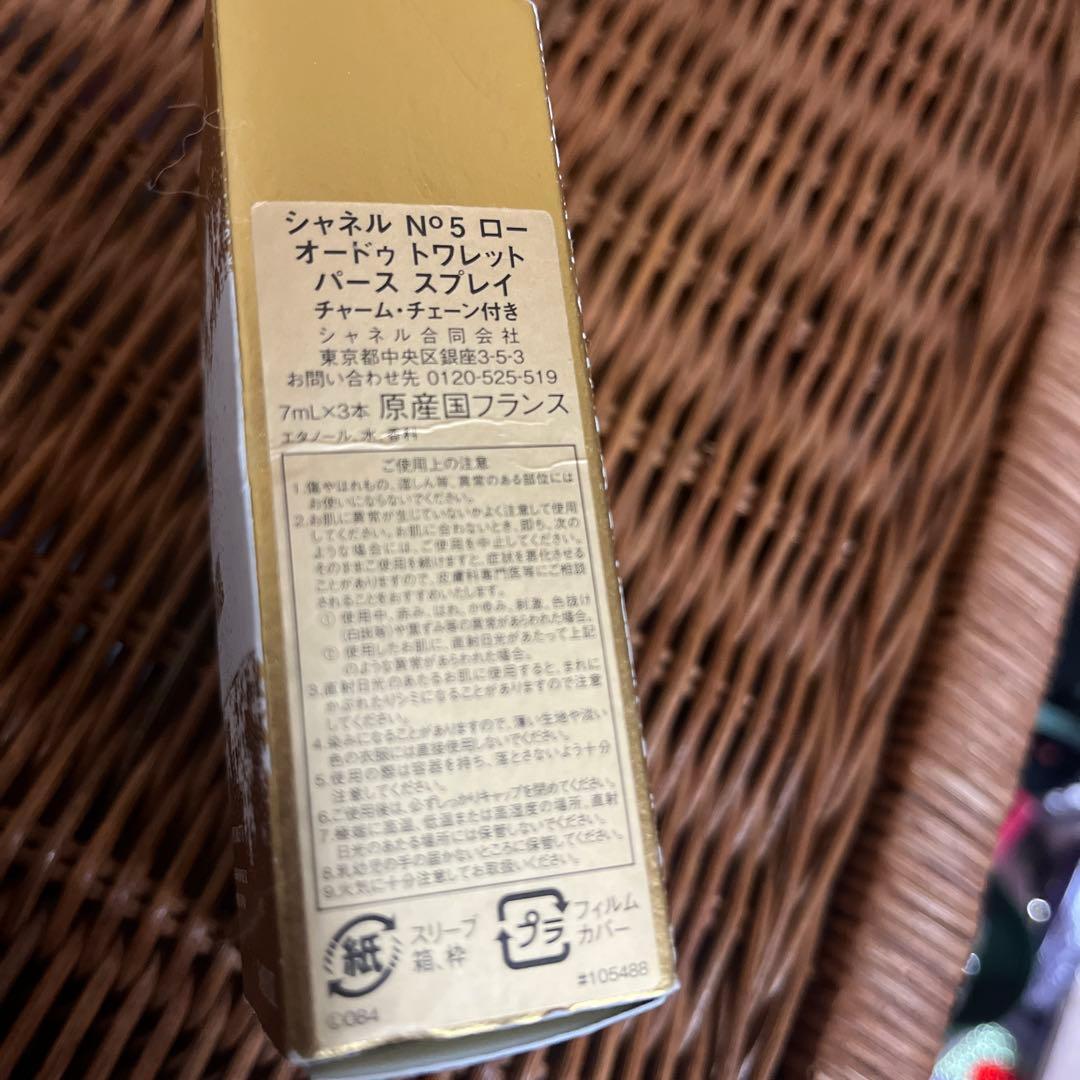 シャネル Nº5 ロー
オードゥ トワレット
パース スプレイ
チャーム・チェーン付き
シャネル合同会社
東京都中央区銀座3-5-3
お問い合わせ先 0120-525-519
7mL×3本 原産国フランス
エタノール、水、香料
ご使用上の注意
1.傷やはれもの、湿しん等、異常のある部位には
お使いにならないでください。
2.お肌に異常が生じていないかよく注意して使用
してください。お肌に合わないとき、即ち、次の
ような場合には、ご使用を中止してください。
そのままご使用を続けますと、症状を悪化させる
ことがありますので、皮膚科専門医等にご相談
されることをおすすめいたします。
① 使用中、赤み、はれ、かゆみ、刺激、色抜け
(白斑等)や黒ずみ等の異常があらわれた場合。
② 使用したお肌に、直射日光があたって上記
のような異常があらわれた場合。
3.直射日光のあたるお肌に使用すると、まれに
かぶれたりシミになることがありますので注意
してください。
4.染みになることがありますので、薄い生地や淡い
色の衣服には直接使用しないでください。
5.使用の際は容器を持ち、落とさないよう十分
注意してください。
6.ご使用後は、必ずしっかりキャップを閉めてください。
7.極端に高温、低温または高湿度の場所、直射
日光のあたる場所には保管しないでください。
8.乳幼児の手の届かないところに保管してください。
9.火気に十分注意してお取扱いください。
紙 スリーブ
箱、枠
プラ フィルム
カバー
#105488
©084